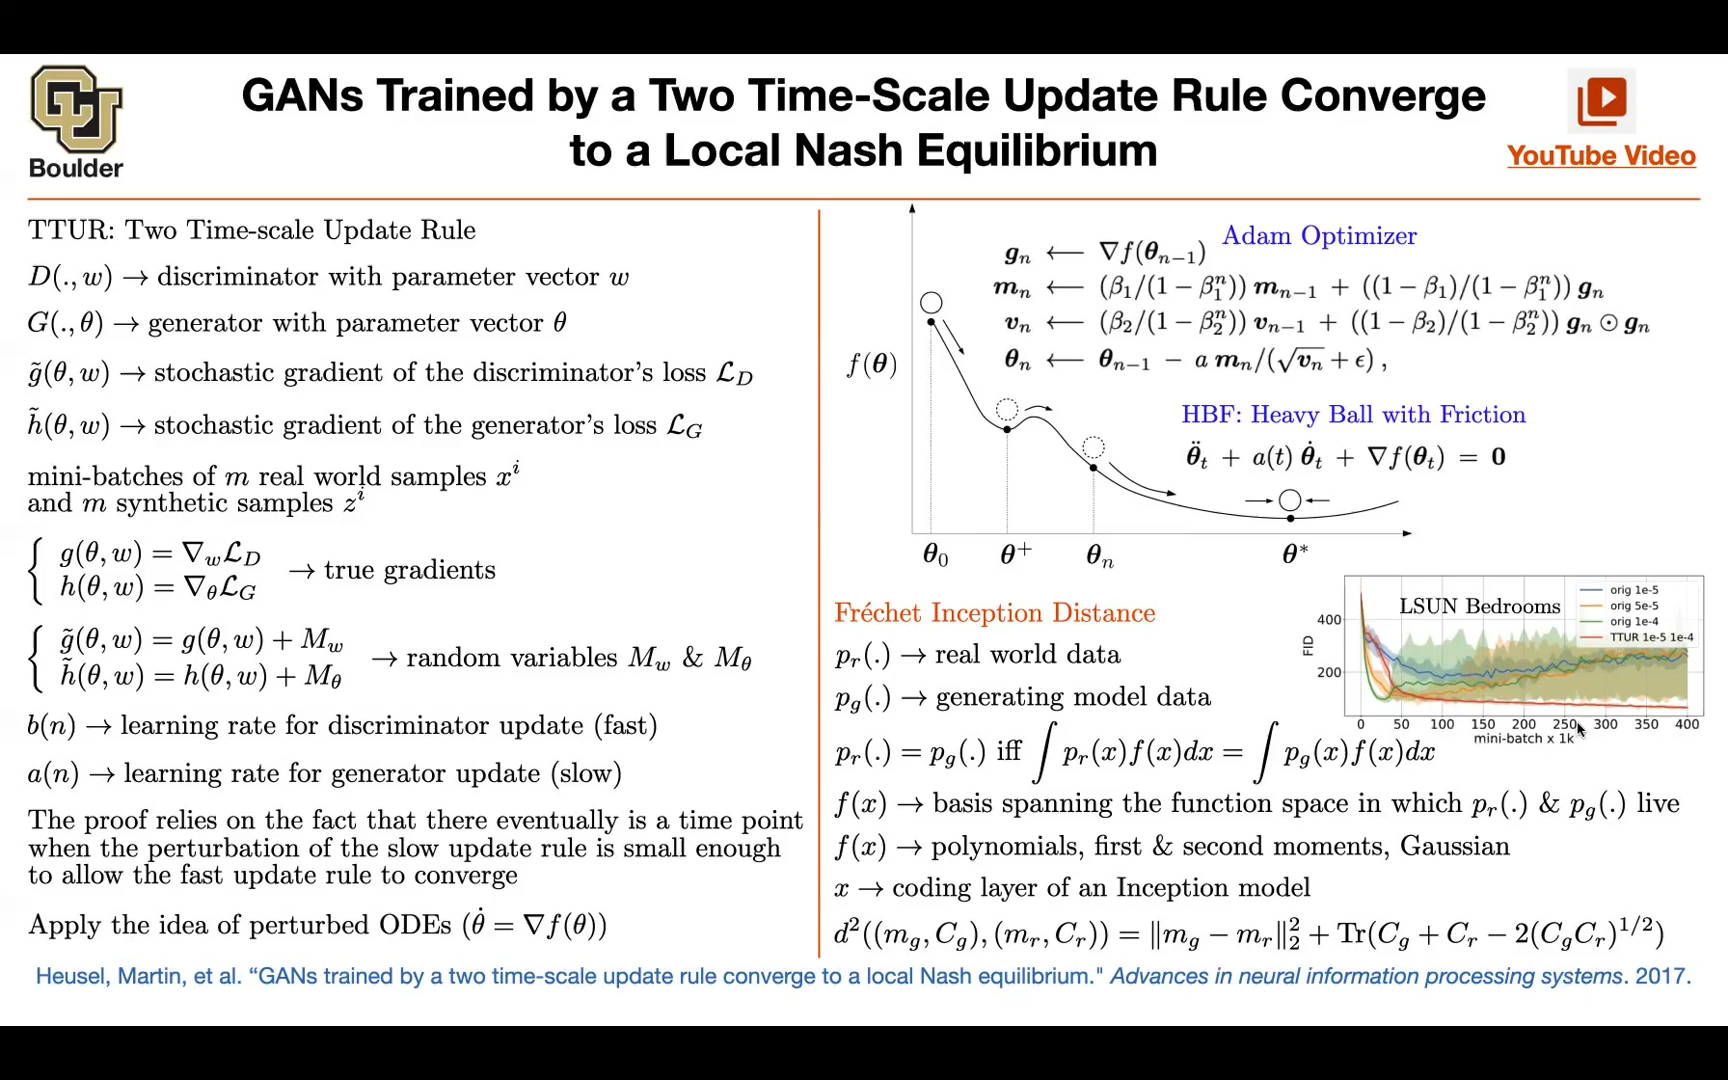 GANs Trained by a Two Time-Scale Update Rule Converge
to a Local Nash Equilibrium
Boulder
YouTube Video
TTUR: Two Time-scale Update Rule
D(., w) → discriminator with parameter vector w
G(., θ) → generator with parameter vector θ
g̃(θ, w) → stochastic gradient of the discriminator's loss ℒ_D
h̃(θ, w) → stochastic gradient of the generator's loss ℒ_G
mini-batches of m real world samples x^i
and m synthetic samples z^i
g(θ, w) = ∇_w ℒ_D
h(θ, w) = ∇_θ ℒ_G
→ true gradients
g̃(θ, w) = g(θ, w) + M_w
h̃(θ, w) = h(θ, w) + M_θ
→ random variables M_w & M_θ
b(n) → learning rate for discriminator update (fast)
a(n) → learning rate for generator update (slow)
The proof relies on the fact that there eventually is a time point
when the perturbation of the slow update rule is small enough
to allow the fast update rule to converge
Apply the idea of perturbed ODEs (θ̇ = ∇f(θ))
Adam Optimizer
g_n ⟵ ∇f(θ_{n−1})
m_n ⟵ (β_1/(1 − β_1^n)) m_{n−1} + ((1 − β_1)/(1 − β_1^n)) g_n
v_n ⟵ (β_2/(1 − β_2^n)) v_{n−1} + ((1 − β_2)/(1 − β_2^n)) g_n ⊙ g_n
θ_n ⟵ θ_{n−1} − a m_n/(√v_n + ϵ) ,
f(θ)
HBF: Heavy Ball with Friction
θ̈_t + a(t) θ̇_t + ∇f(θ_t) = 0
θ_0 θ^+ θ_n θ^*
Fréchet Inception Distance
p_r(.) → real world data
p_g(.) → generating model data
p_r(.) = p_g(.) iff ∫ p_r(x)f(x)dx = ∫ p_g(x)f(x)dx
f(x) → basis spanning the function space in which p_r(.) & p_g(.) live
f(x) → polynomials, first & second moments, Gaussian
x → coding layer of an Inception model
d²((m_g, C_g), (m_r, C_r)) = ‖m_g − m_r‖₂² + Tr(C_g + C_r − 2(C_g C_r)^{1/2})
LSUN Bedrooms
orig 1e-5
orig 5e-5
orig 1e-4
TTUR 1e-5 1e-4
FID
400
200
0 50 100 150 200 250 300 350 400
mini-batch x 1k
Heusel, Martin, et al. “GANs trained by a two time-scale update rule converge to a local Nash equilibrium." Advances in neural information processing systems. 2017.